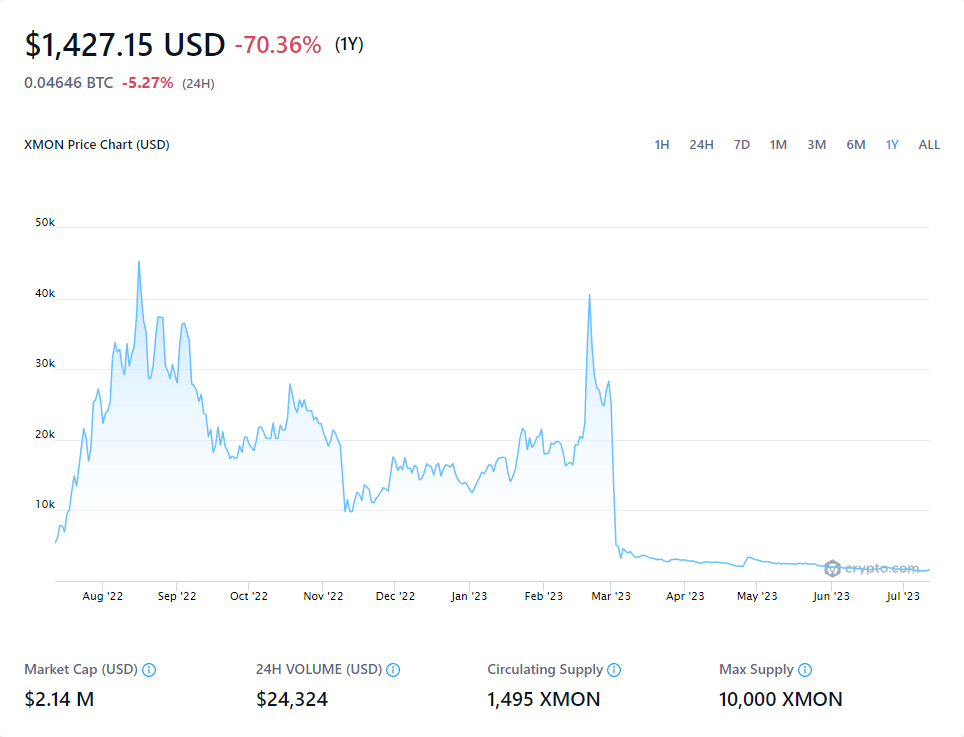 $1,427.15 USD -70.36% (1Y)
0.04646 BTC -5.27% (24H)
XMON Price Chart (USD) 1H 24H 7D 1M 3M 6M 1Y ALL
50k
40k
30k
20k
10k
crypto.com
Aug '22 Sep '22 Oct '22 Nov '22 Dec '22 Jan '23 Feb '23 Mar '23 Apr '23 May '23 Jun '23 Jul '23
Market Cap (USD) 24H VOLUME (USD) Circulating Supply Max Supply
$2.14 M $24,324 1,495 XMON 10,000 XMON